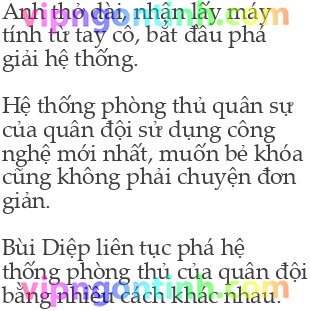 Anh thở dài, nhận lấy máy
vipngontinh.com
tính từ tay cô, bắt đầu phá
giải hệ thống.
Hệ thống phòng thủ quân sự
của quân đội sử dụng công
nghệ mới nhất, muốn bẻ khóa
cũng không phải chuyện đơn
giản.
Bùi Diệp liên tục phá hệ
thống phòng thủ của quân đội
bằng nhiều cách khác nhau.
vipngontinh.com